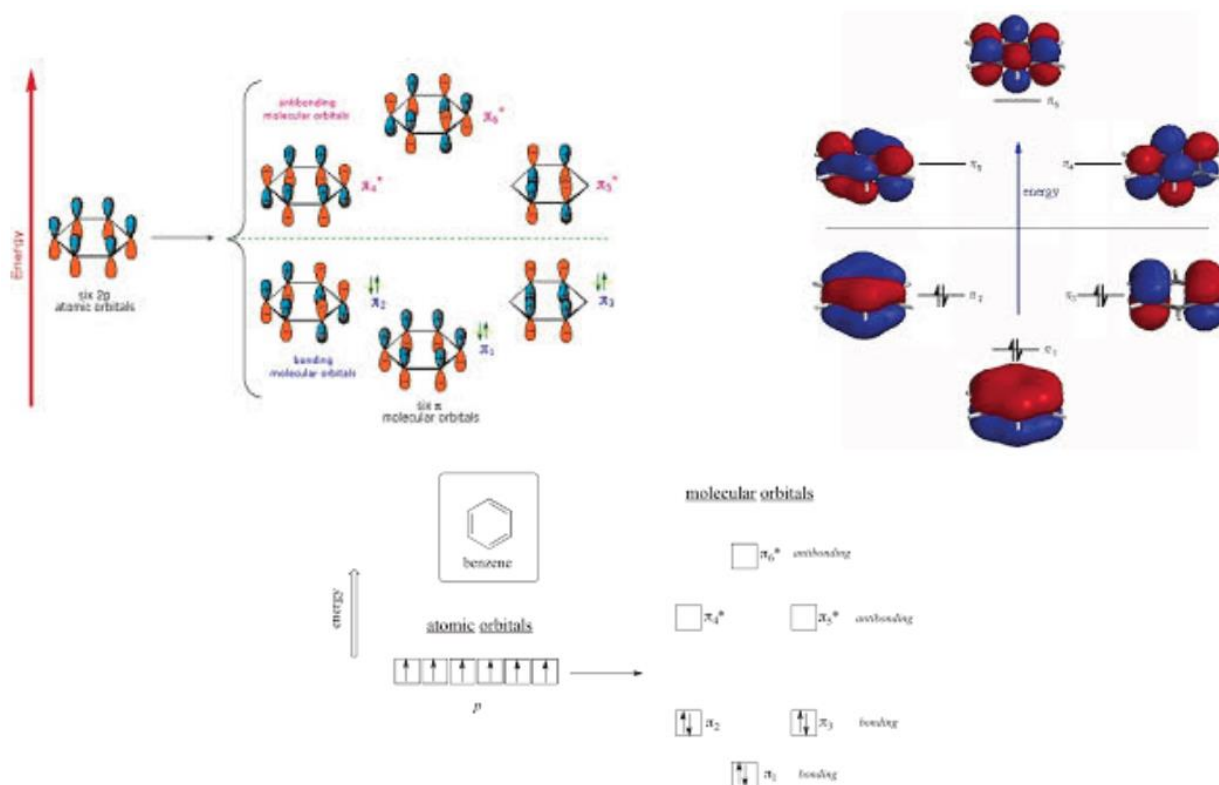 Energy
six 2p
atomic orbitals
antibonding
molecular orbitals
π6*
π4*
π5*
π2
π3
π1
bonding
molecular orbitals
six π
molecular orbitals
π6
π5
π4
energy
π2
π3
π1
benzene
energy
atomic orbitals
p
molecular orbitals
π6* antibonding
π4* π5* antibonding
π2 π3 bonding
π1 bonding